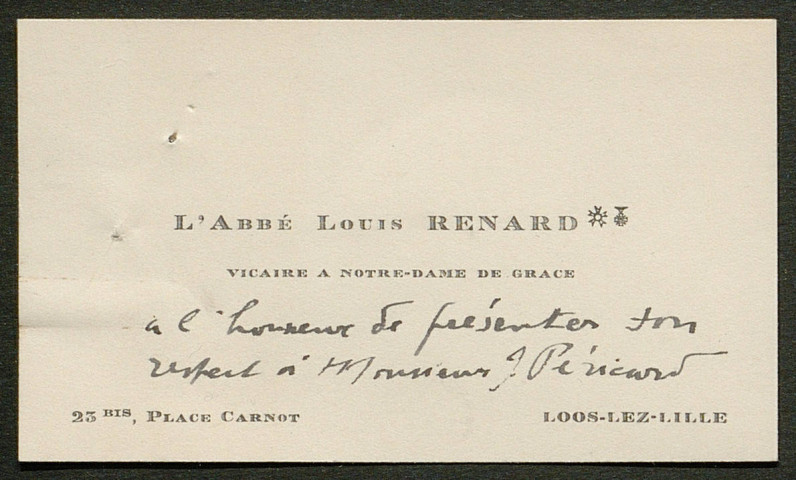 L'ABBÉ LOUIS RENARD
VICAIRE A NOTRE-DAME DE GRACE
a l'honneur de présenter son
respect à Monsieur J Péricard
23 BIS, PLACE CARNOT
LOOS-LEZ-LILLE